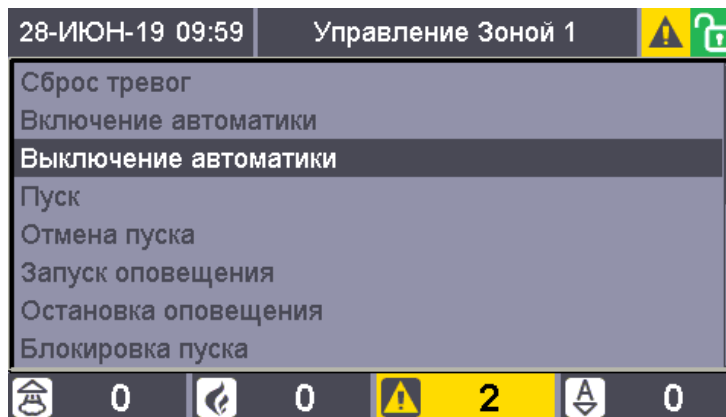 28-ИЮН-19 09:59 Управление Зоной 1
Сброс тревог
Включение автоматики
Выключение автоматики
Пуск
Отмена пуска
Запуск оповещения
Остановка оповещения
Блокировка пуска
0 0 2 A 0